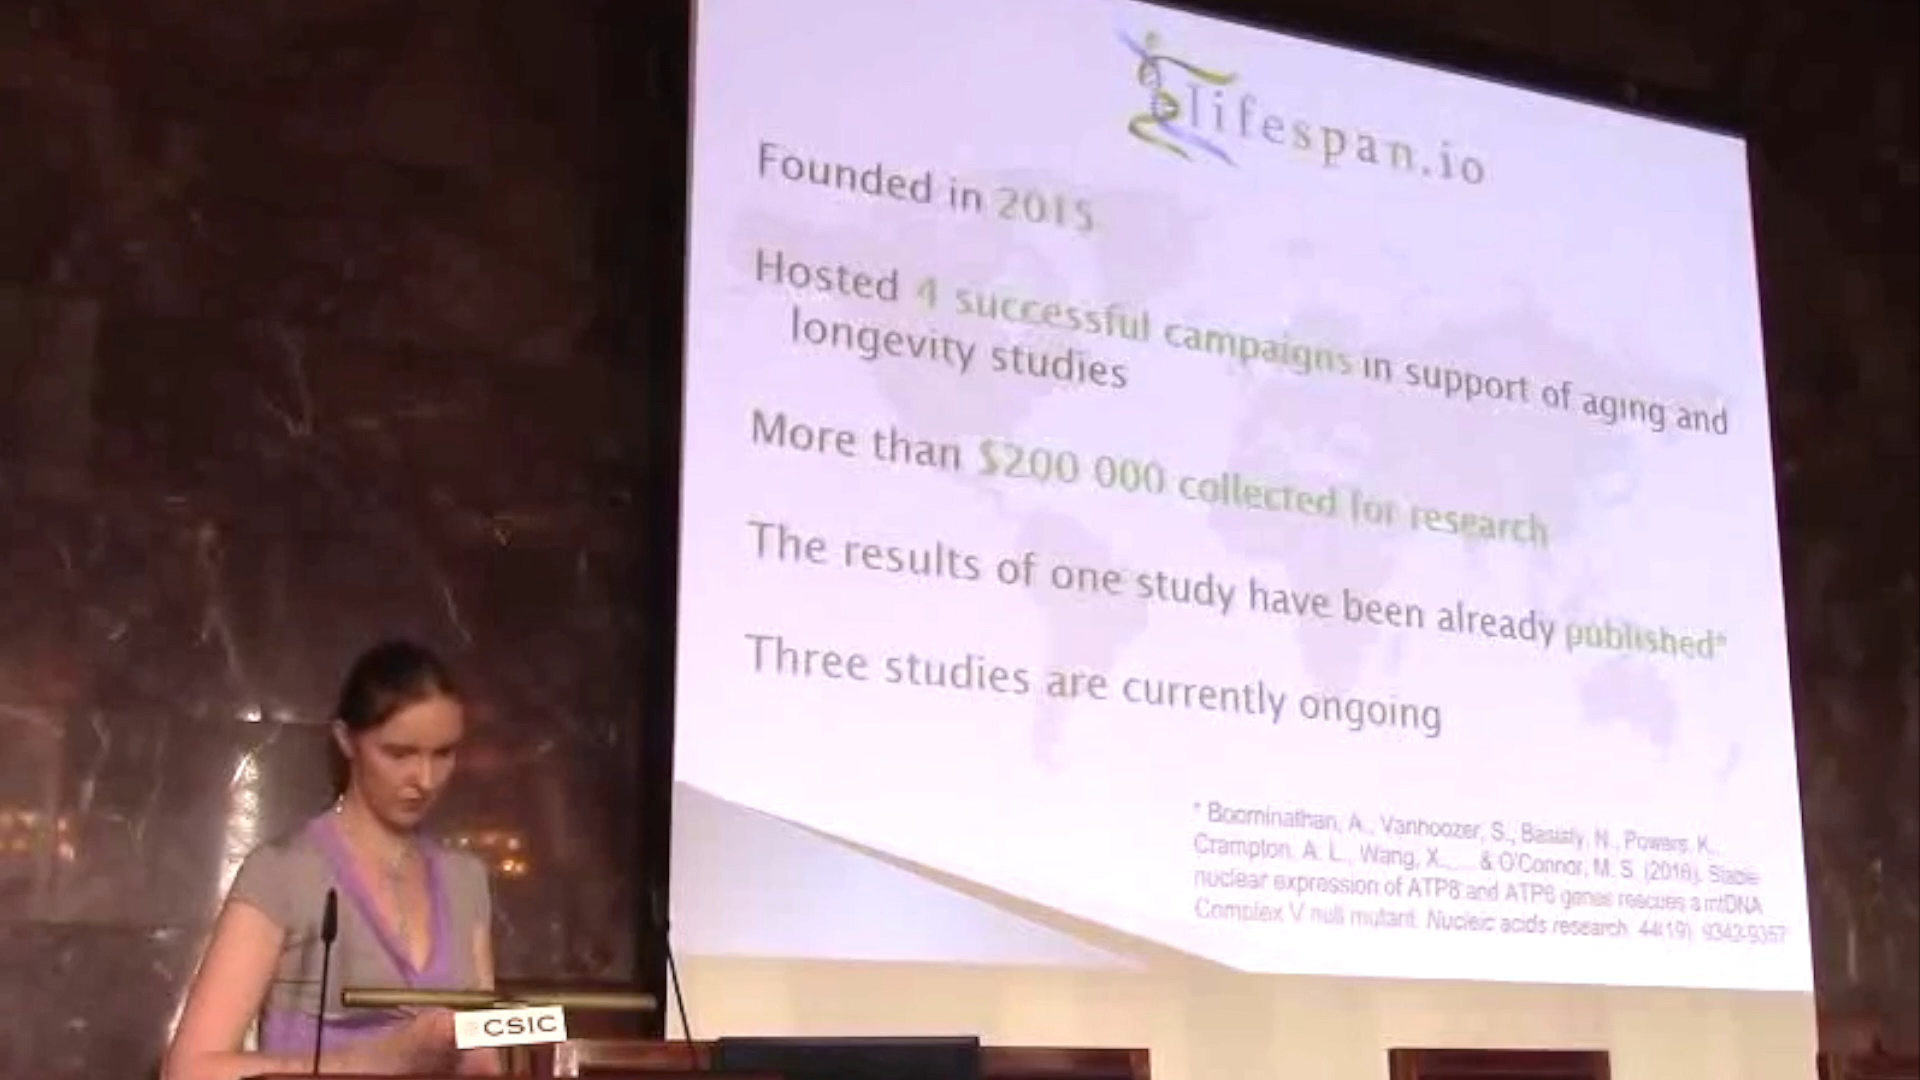 lifespan.io
Founded in 2015
Hosted 4 successful campaigns in support of aging and
longevity studies
More than $200 000 collected for research
The results of one study have been already published*
Three studies are currently ongoing
* Boominathan, A., Vanhoozer, S., Basisty, N., Powers, K.,
Crampton, A. L., Wang, X., ... & O'Connor, M. S. (2016). Stable
nuclear expression of ATP8 and ATP6 genes rescues a mtDNA
Complex V null mutant. Nucleic acids research, 44(19), 9342-9357
CSIC